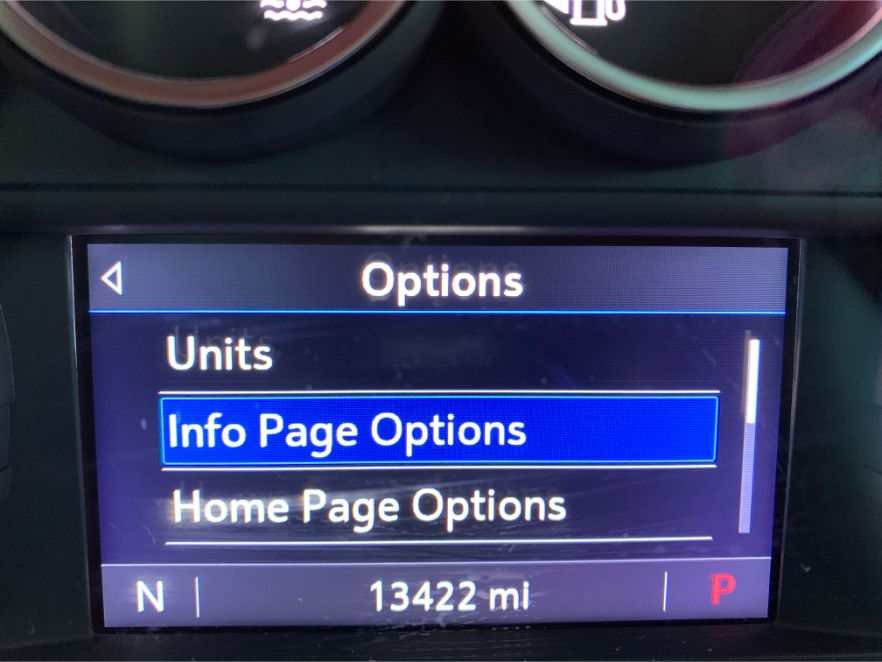 Options
Units
Info Page Options
Home Page Options
N 13422 mi P